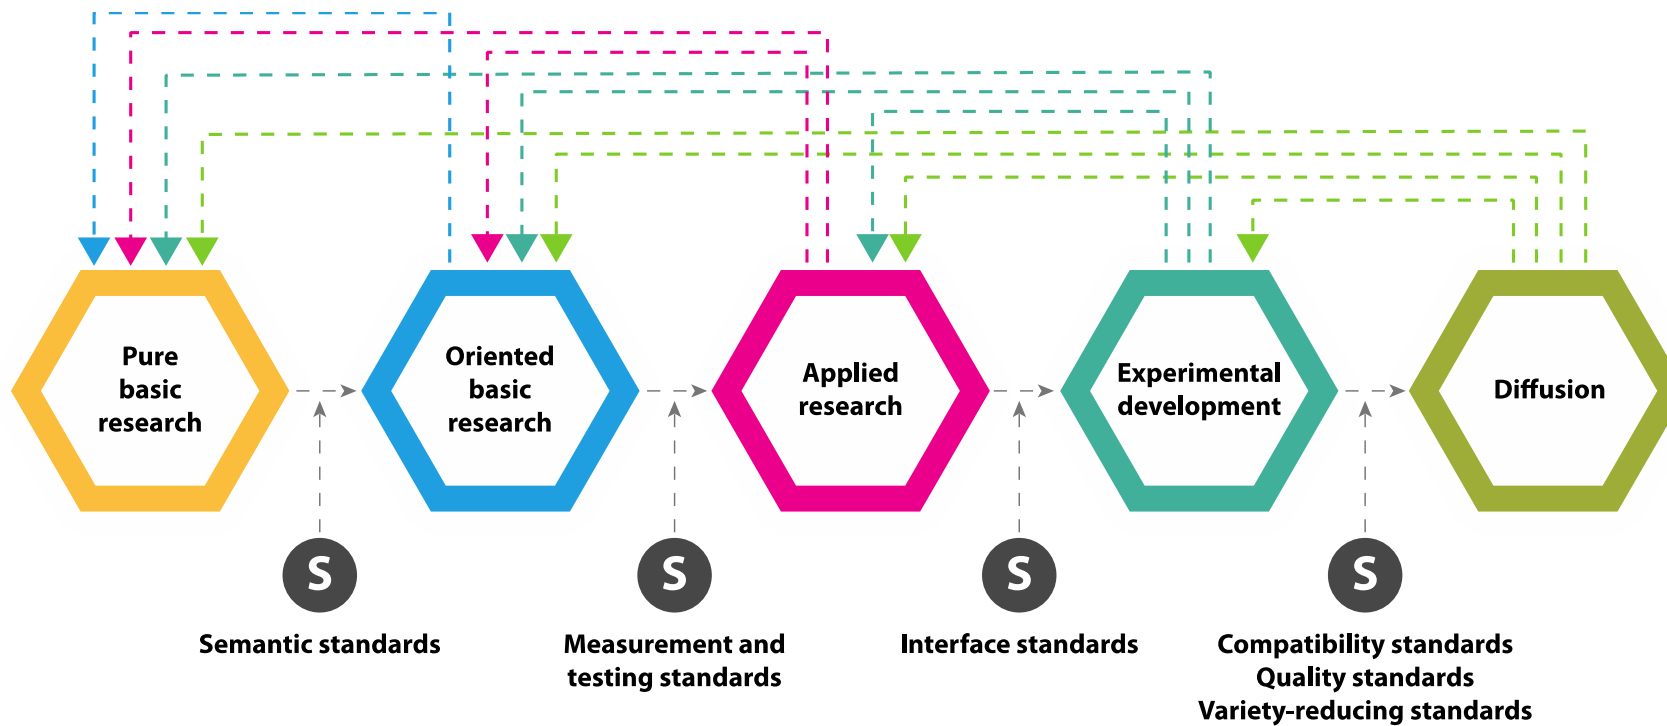 Pure
basic
research
Oriented
basic
research
Applied
research
Experimental
development
Diffusion
S
S
S
S
Semantic standards
Measurement and
testing standards
Interface standards
Compatibility standards
Quality standards
Variety-reducing standards